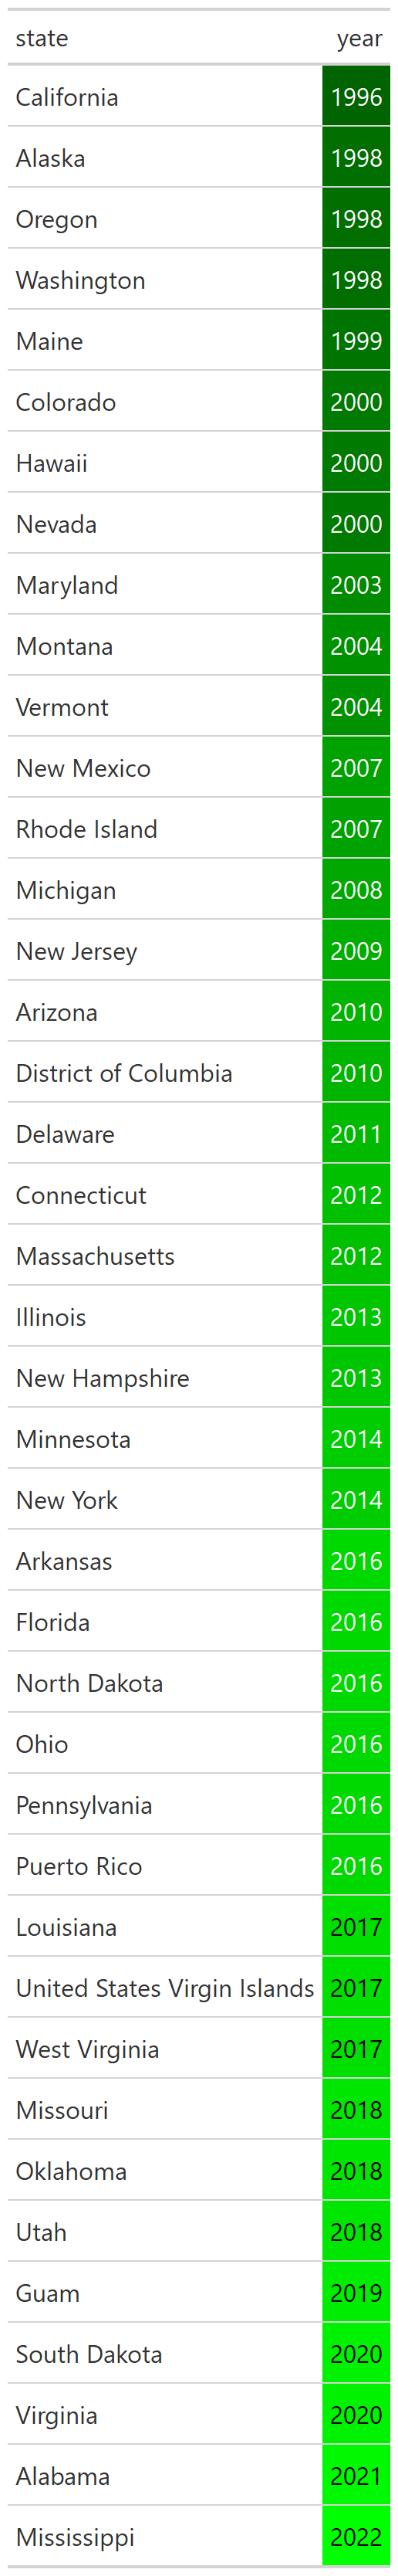 state year
California 1996
Alaska 1998
Oregon 1998
Washington 1998
Maine 1999
Colorado 2000
Hawaii 2000
Nevada 2000
Maryland 2003
Montana 2004
Vermont 2004
New Mexico 2007
Rhode Island 2007
Michigan 2008
New Jersey 2009
Arizona 2010
District of Columbia 2010
Delaware 2011
Connecticut 2012
Massachusetts 2012
Illinois 2013
New Hampshire 2013
Minnesota 2014
New York 2014
Arkansas 2016
Florida 2016
North Dakota 2016
Ohio 2016
Pennsylvania 2016
Puerto Rico 2016
Louisiana 2017
United States Virgin Islands 2017
West Virginia 2017
Missouri 2018
Oklahoma 2018
Utah 2018
Guam 2019
South Dakota 2020
Virginia 2020
Alabama 2021
Mississippi 2022